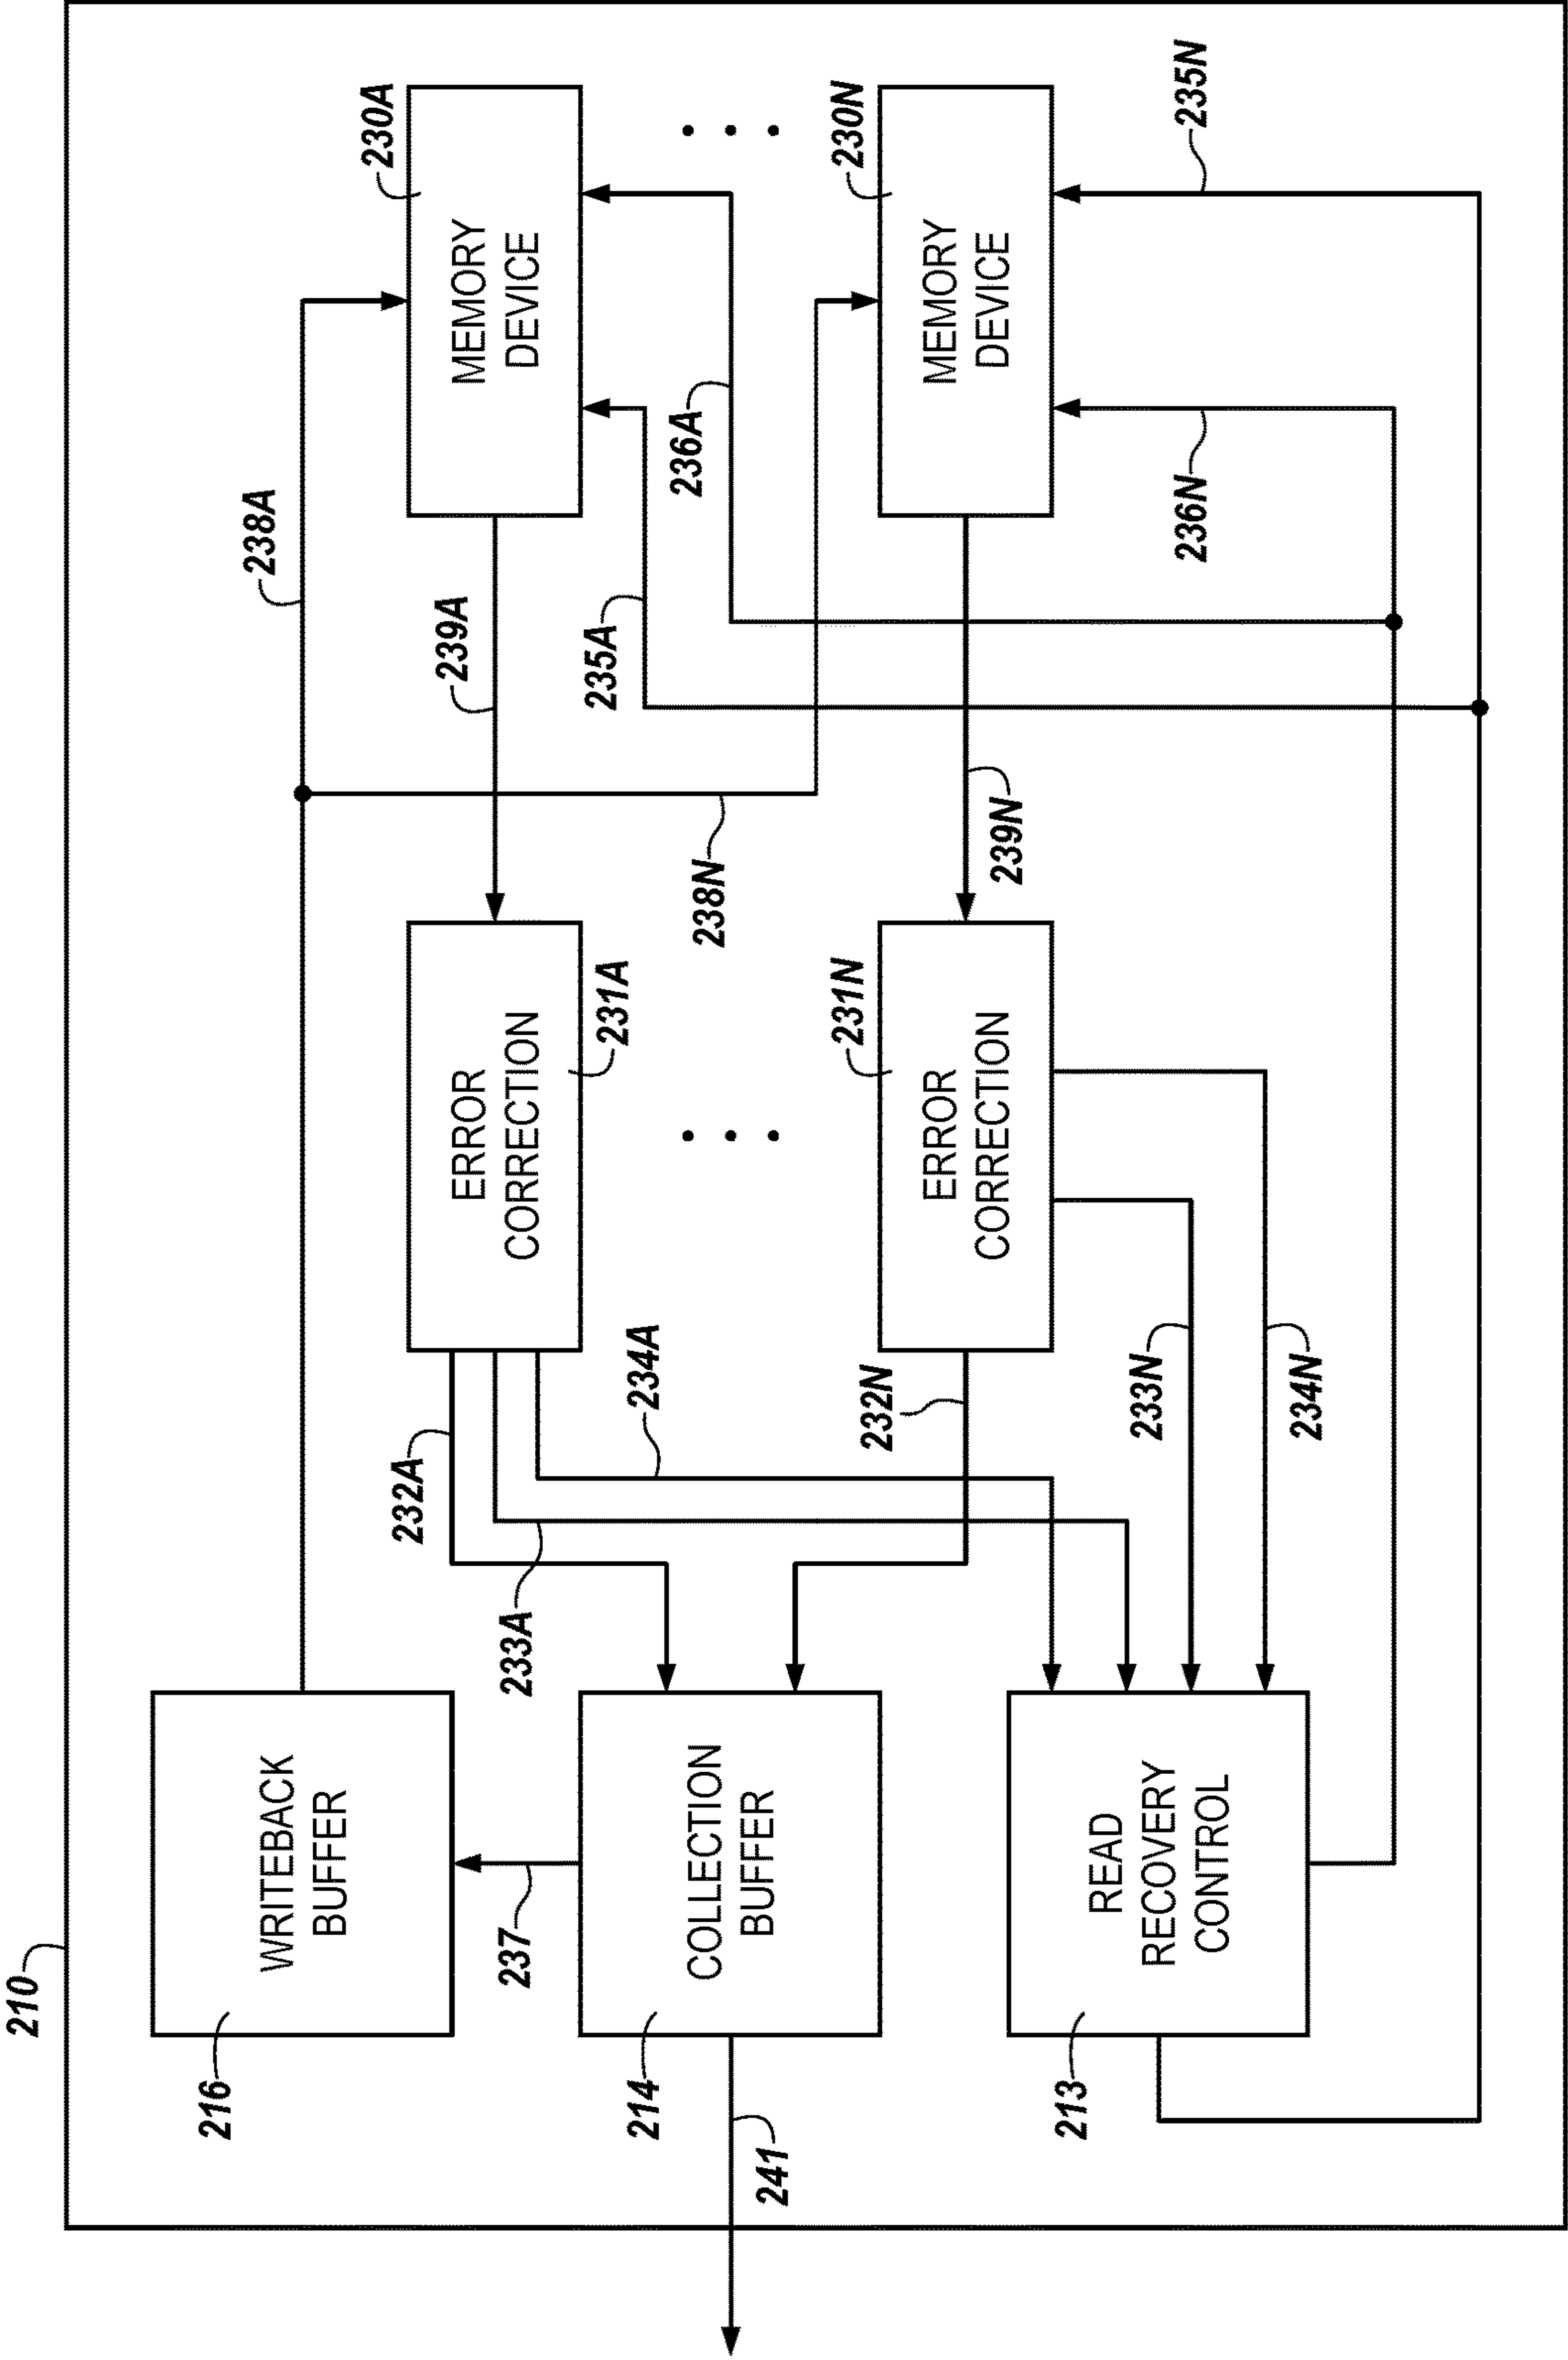 210
216
WRITEBACK
BUFFER
238A
230A
MEMORY
DEVICE
239A
ERROR
CORRECTION
231A
232A
237
233A
234A
235A
236A
238N
214
COLLECTION
BUFFER
241
232N
231N
ERROR
CORRECTION
239N
230N
MEMORY
DEVICE
213
READ
RECOVERY
CONTROL
233N
234N
236N
235N